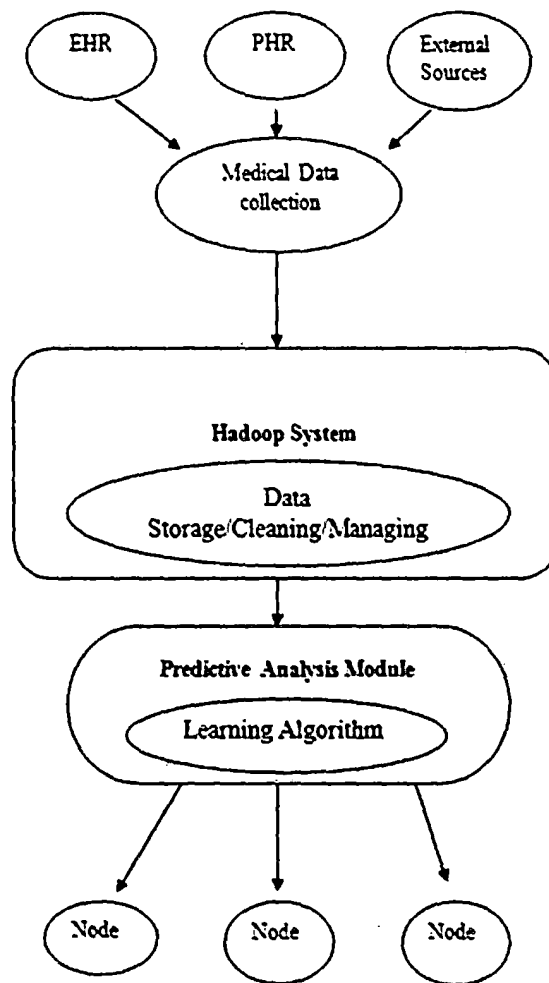 EHR
PHR
External
Sources
Medical Data
collection
Hadoop System
Data
Storage/Cleaning/Managing
Predictive Analysis Module
Learning Algorithm
Node
Node
Node